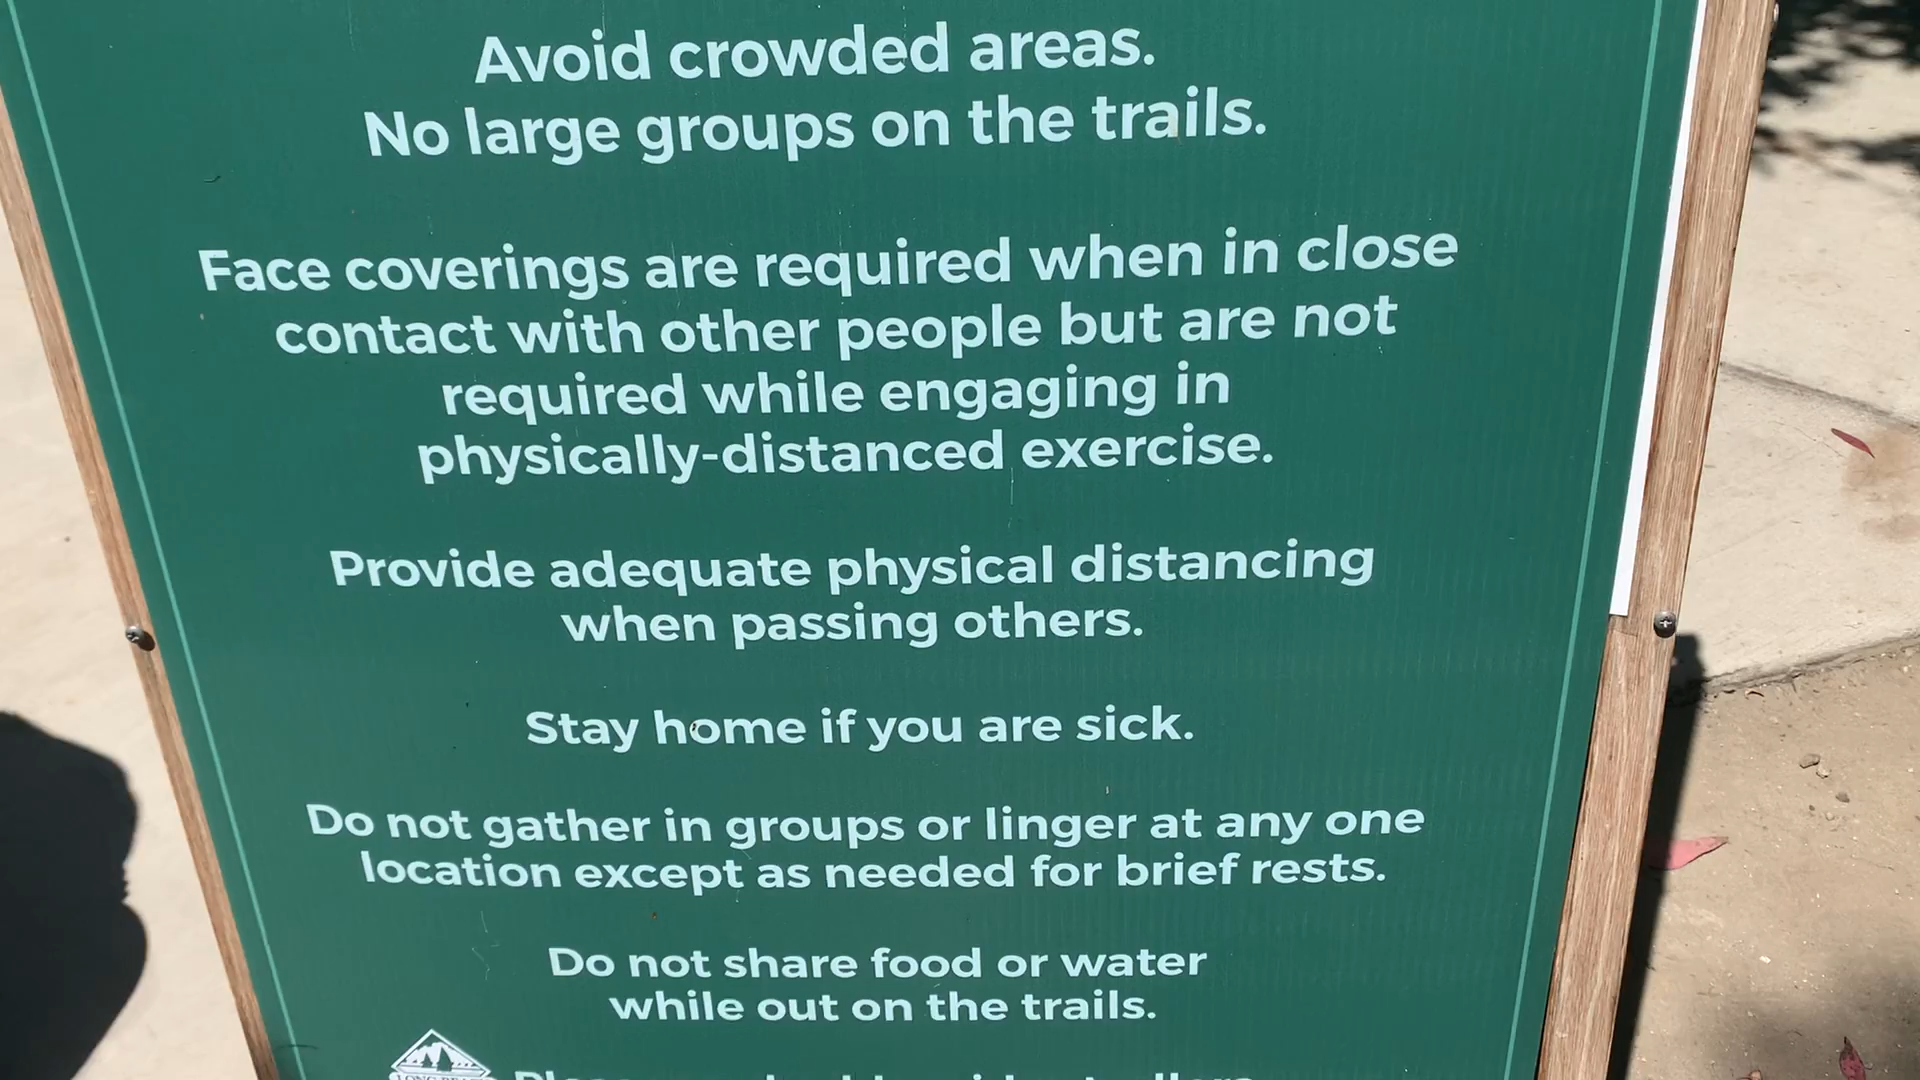 Avoid crowded areas.
No large groups on the trails.
Face coverings are required when in close
contact with other people but are not
required while engaging in
physically-distanced exercise.
Provide adequate physical distancing
when passing others.
Stay home if you are sick.
Do not gather in groups or linger at any one
location except as needed for brief rests.
Do not share food or water
while out on the trails.